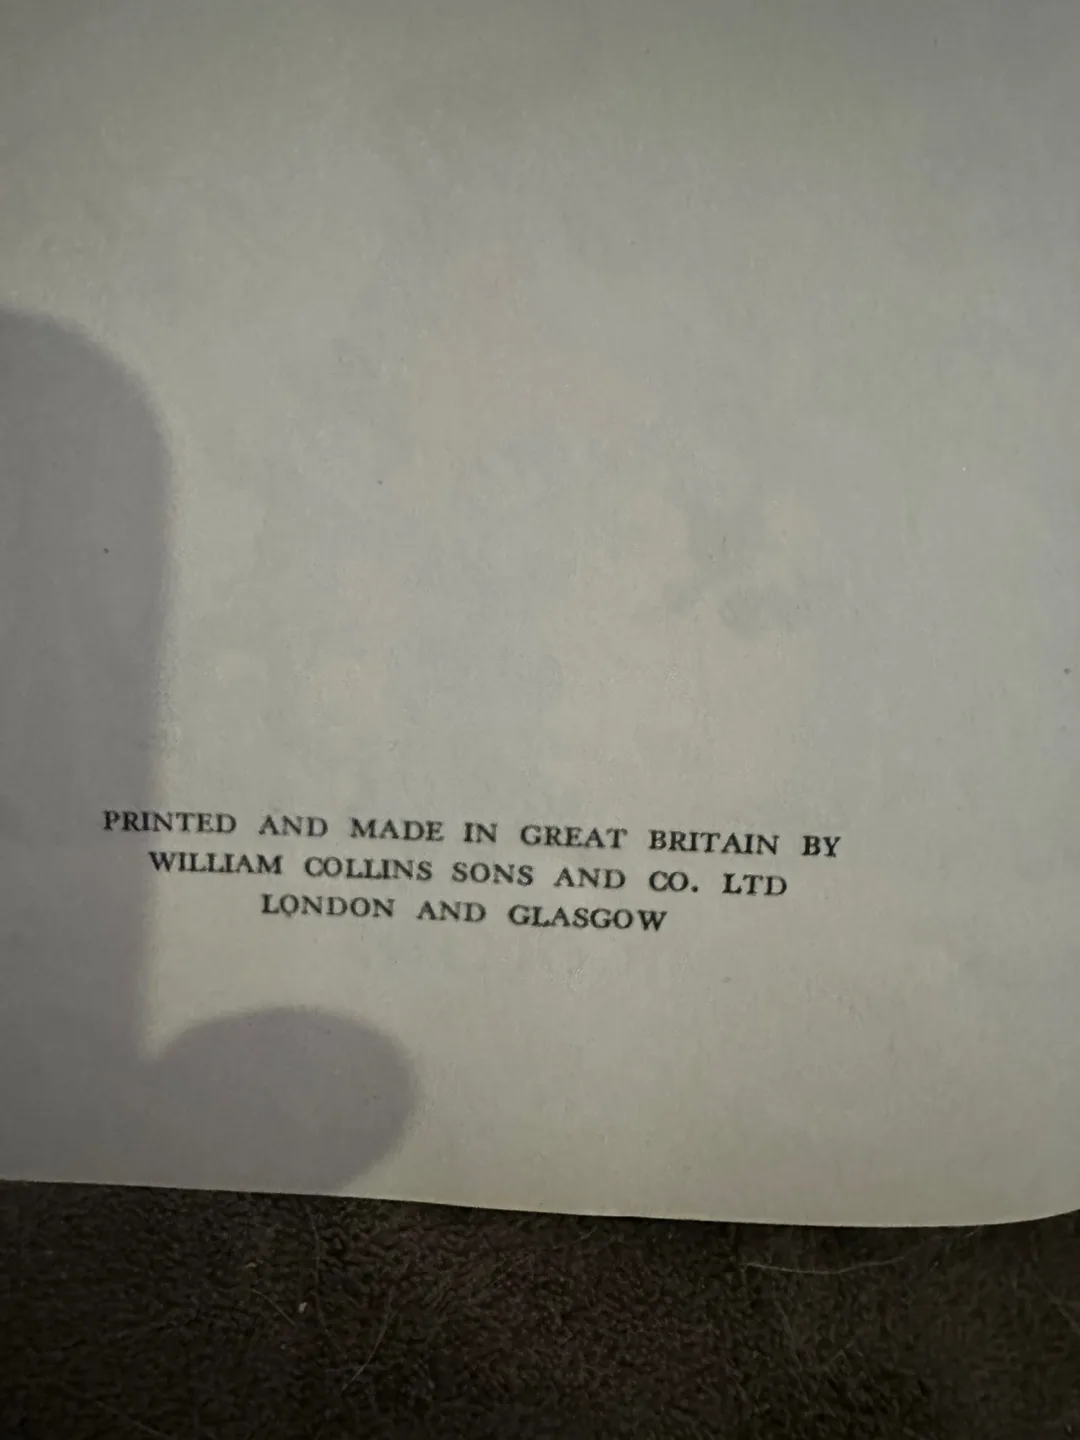 PRINTED AND MADE IN GREAT BRITAIN BY
WILLIAM COLLINS SONS AND CO. LTD
LONDON AND GLASGOW